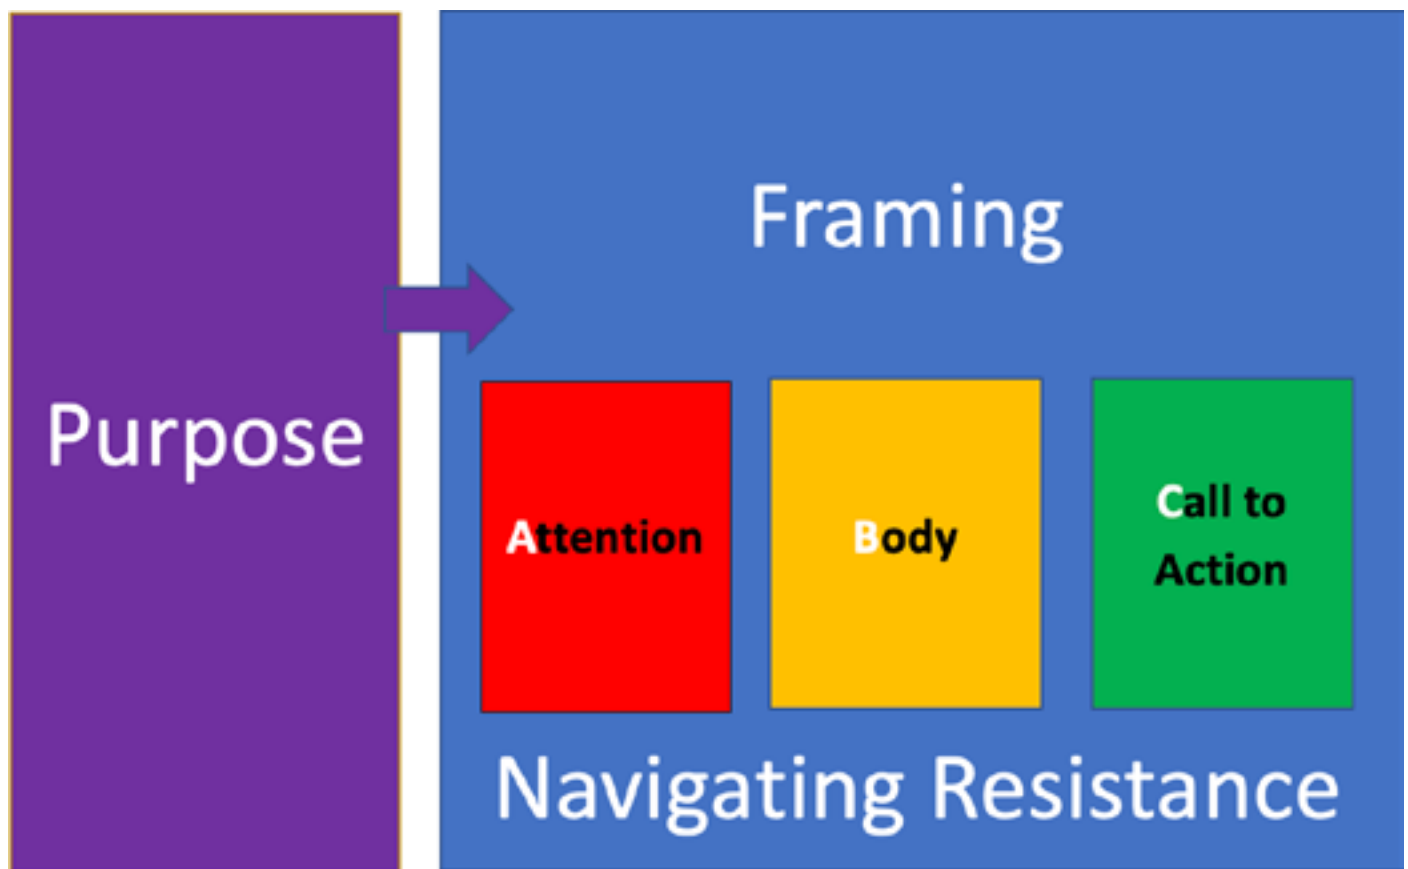 Purpose
Framing
Attention
Body
Call to
Action
Navigating Resistance